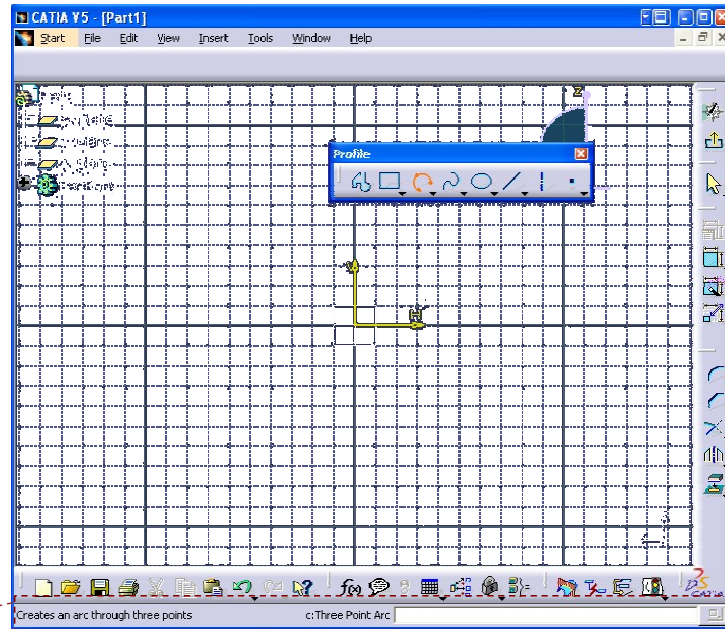 CATIA V5 - [Part1]
Start File Edit View Insert Tools Window Help
Z
Profile
H
Creates an arc through three points c:Three Point Arc
CATIA